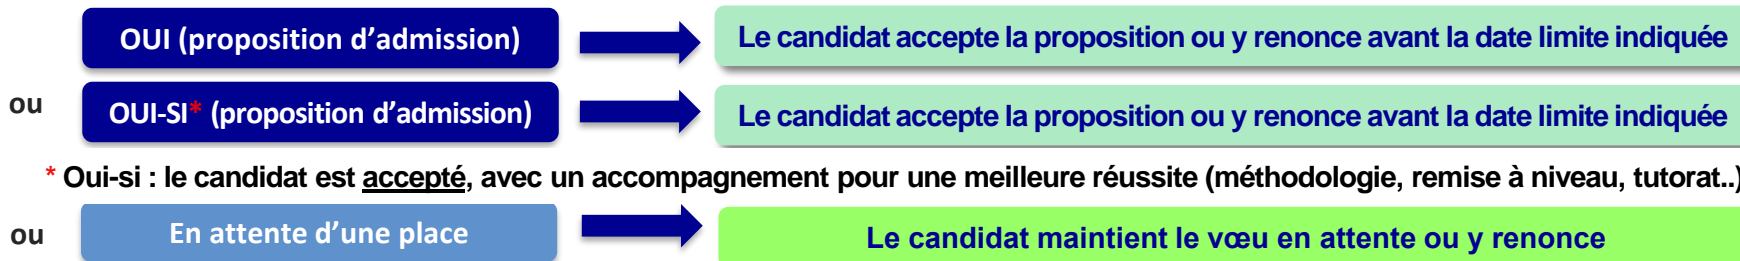 OUI (proposition d’admission) Le candidat accepte la proposition ou y renonce avant la date limite indiquée
ou OUI-SI* (proposition d’admission) Le candidat accepte la proposition ou y renonce avant la date limite indiquée
* Oui-si : le candidat est accepté, avec un accompagnement pour une meilleure réussite (méthodologie, remise à niveau, tutorat..)
ou En attente d’une place Le candidat maintient le vœu en attente ou y renonce